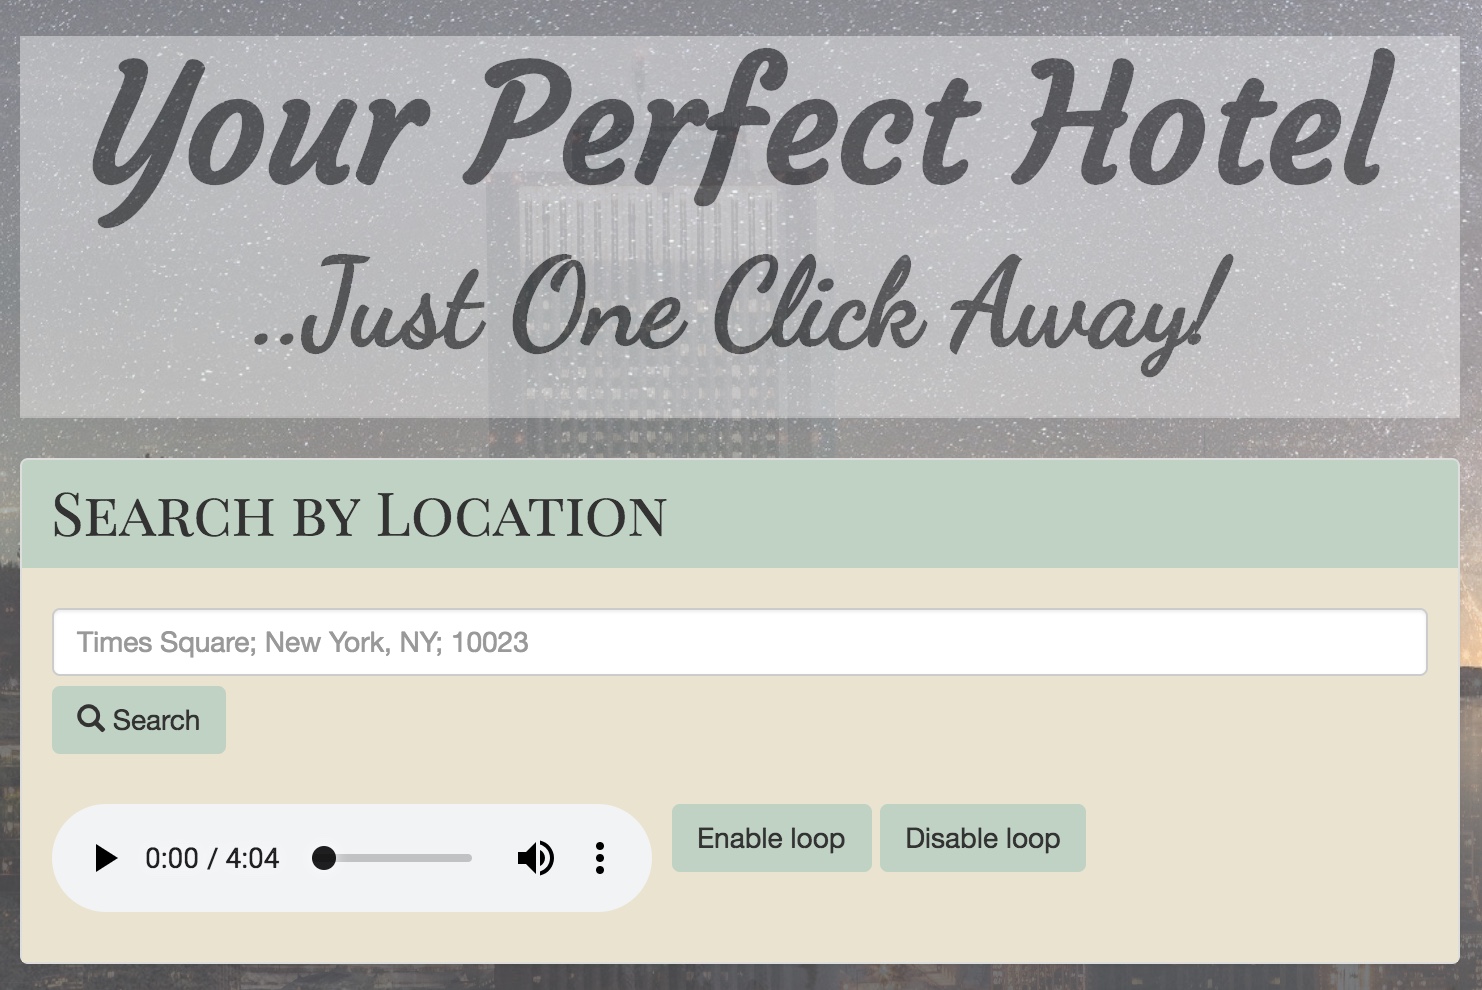 Your Perfect Hotel
..Just One Click Away!
Search by Location
Times Square; New York, NY; 10023
Search
0:00 / 4:04
Enable loop
Disable loop